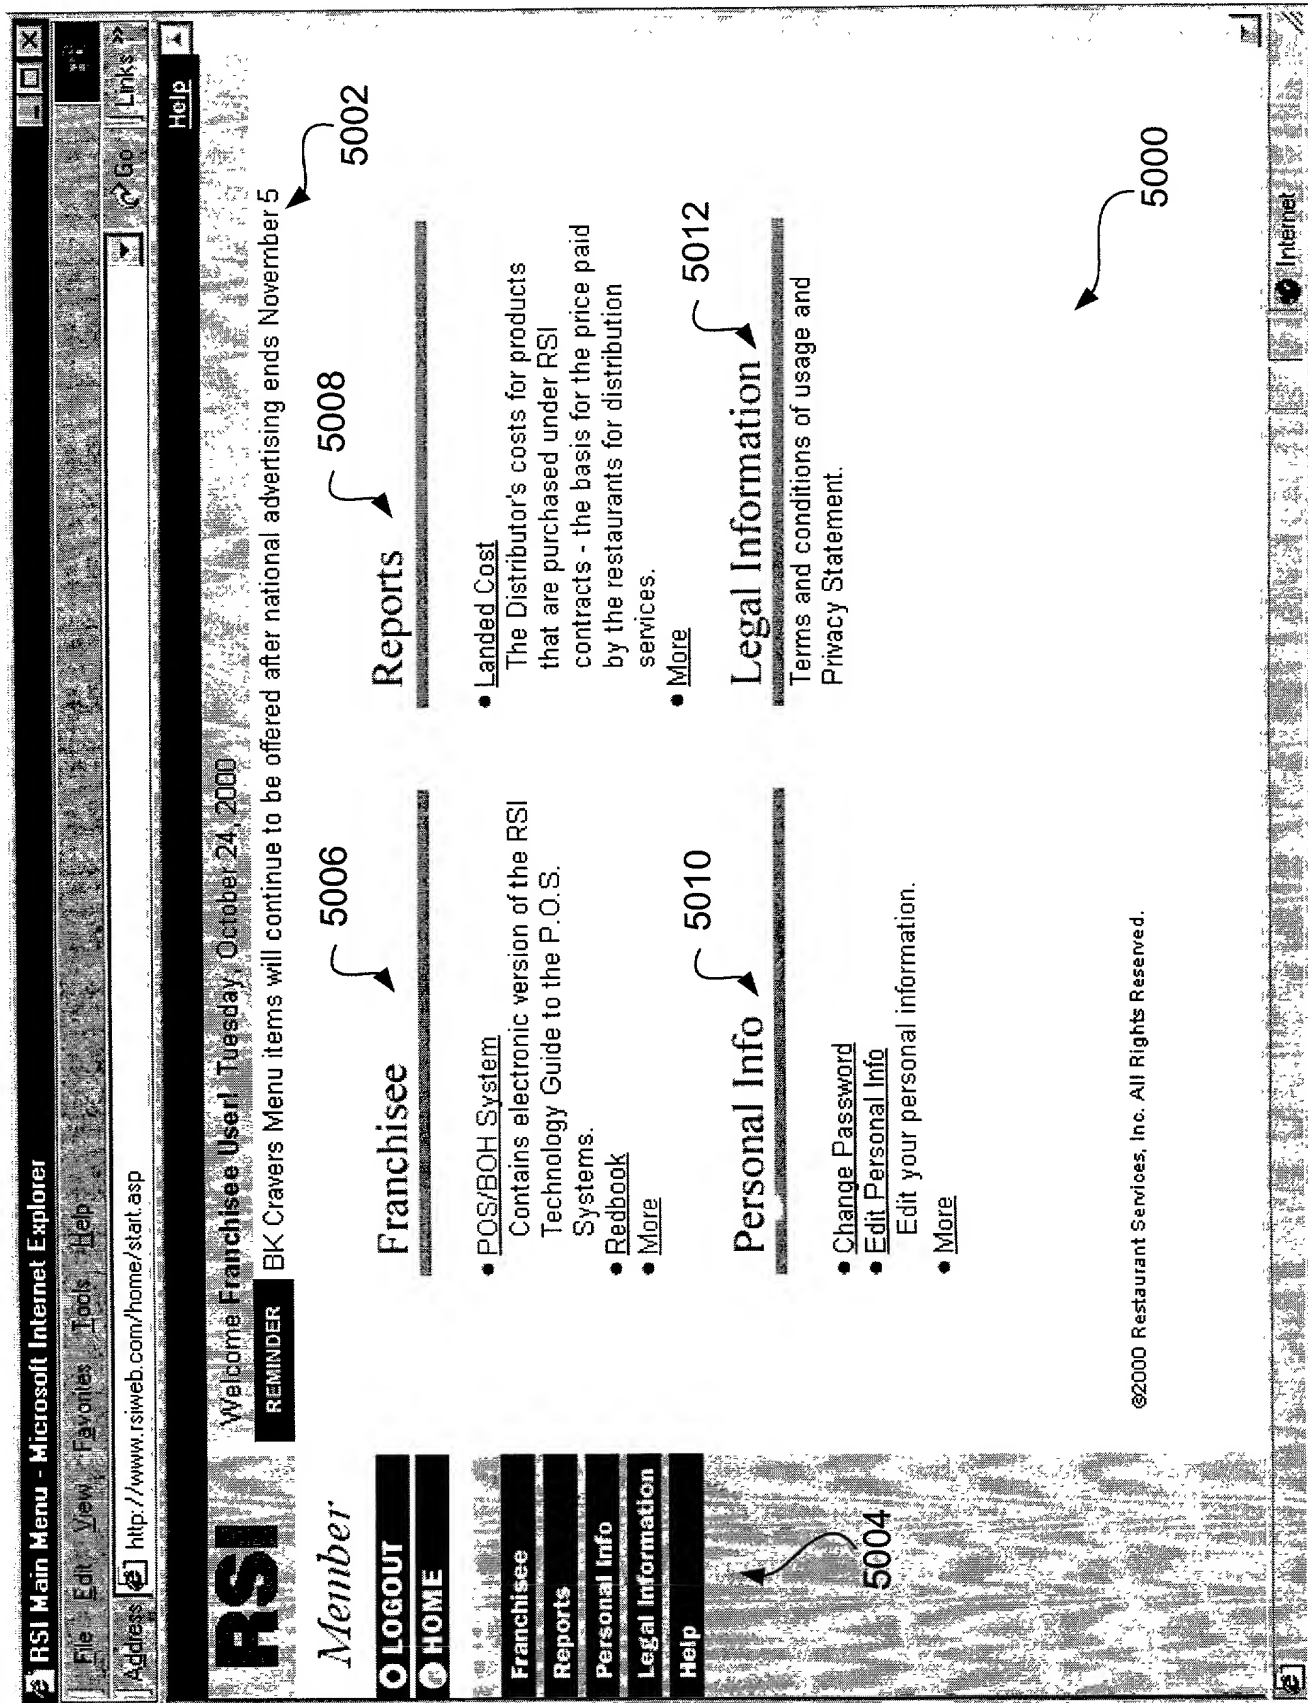 RSI Main Menu - Microsoft Internet Explorer
File Edit View Favorites Tools Help
Address http://www.rsiweb.com/home/start.asp Go Links »
Help
RSI
Welcome Franchisee User! Tuesday, October 24, 2000
REMINDER BK Cravers Menu items will continue to be offered after national advertising ends November 5
5002
Member
LOGOUT
HOME
Franchisee
Reports
Personal Info
Legal Information
Help
5004
Franchisee
5006
• POS/BOH System
Contains electronic version of the RSI
Technology Guide to the P.O.S.
Systems.
• Redbook
• More
Reports
5008
• Landed Cost
The Distributor's costs for products
that are purchased under RSI
contracts - the basis for the price paid
by the restaurants for distribution
services.
• More
Personal Info
5010
• Change Password
• Edit Personal Info
Edit your personal information.
• More
Legal Information
5012
Terms and conditions of usage and
Privacy Statement.
5000
©2000 Restaurant Services, Inc. All Rights Reserved.
Internet